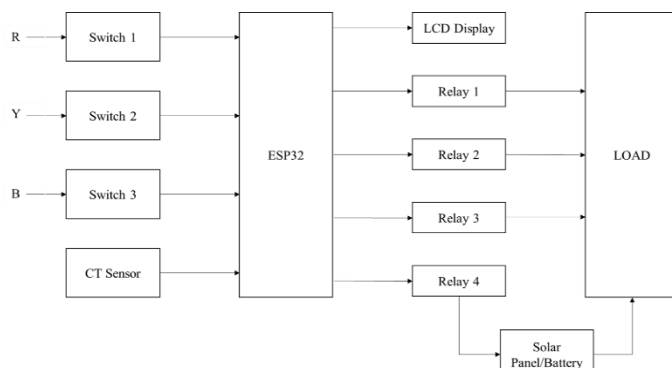 R
Switch 1
Y
Switch 2
B
Switch 3
CT Sensor
ESP32
LCD Display
Relay 1
Relay 2
Relay 3
Relay 4
Solar
Panel/Battery
LOAD